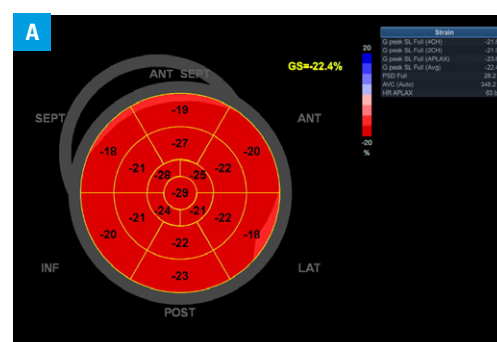 A
Strain
G peak SL Full (4CH)
G peak SL Full (2CH)
G peak SL Full (APLAX)
G peak SL Full (Avg)
PSD Full
AVC (Auto)
HR APLAX
20
-20
%
GS=-22.4%
ANT SEPT
SEPT
ANT
-19
-18
-27
-20
-21
-28
-25
-22
-29
-21
-24
-21
-22
-20
-22
-18
-23
INF
LAT
POST